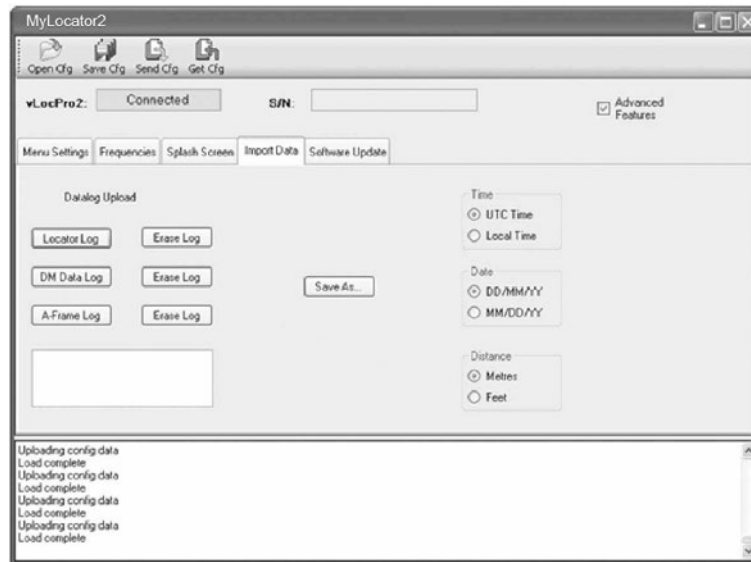 MyLocator2
Open Cfg Save Cfg Send Cfg Get Cfg
vLocPro2: Connected S/N: Advanced Features
Menu Settings Frequencies Splash Screen Import Data Software Update
Datalog Upload
Locator Log Erase Log
DM Data Log Erase Log
A-Frame Log Erase Log
Save As...
Time
UTC Time
Local Time
Date
DD/MM/YY
MM/DD/YY
Distance
Metres
Feet
Uploading config data
Load complete
Uploading config data
Load complete
Uploading config data
Load complete
Uploading config data
Load complete